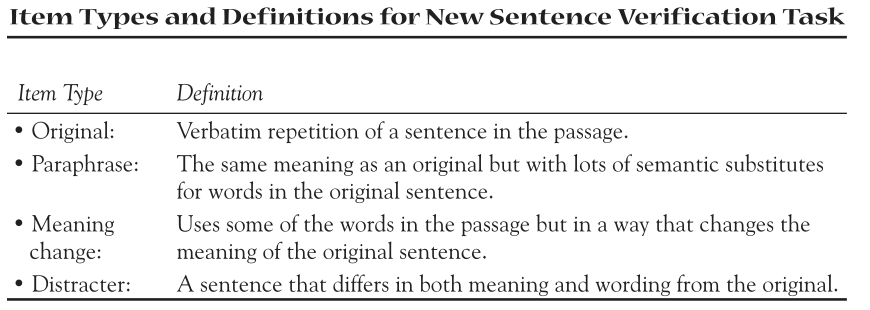 Item Types and Definitions for New Sentence Verification Task
Item Type Definition
• Original: Verbatim repetition of a sentence in the passage.
• Paraphrase: The same meaning as an original but with lots of semantic substitutes
for words in the original sentence.
• Meaning Uses some of the words in the passage but in a way that changes the
change: meaning of the original sentence.
• Distracter: A sentence that differs in both meaning and wording from the original.